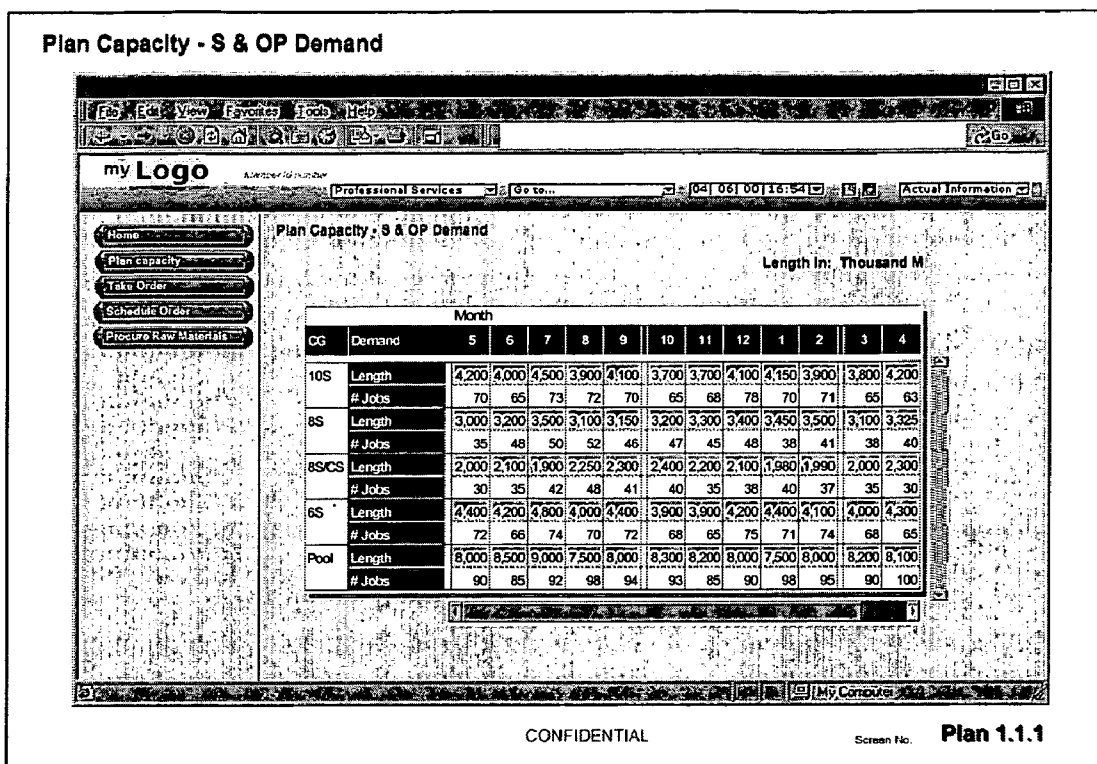 Plan Capacity - S & OP Demand
File Edit View Favorites Tools Help
Go
my Logo Member Id number
Professional Services Go to... 04| 06| 00|16:54 Actual Information
Home
Plan capacity
Take Order
Schedule Order
Procure Raw Materials
Plan Capacity - S & OP Demand
Length In: Thousand M
Month
CG Demand 5 6 7 8 9 10 11 12 1 2 3 4
10S Length 4,200 4,000 4,500 3,900 4,100 3,700 3,700 4,100 4,150 3,900 3,800 4,200
# Jobs 70 65 73 72 70 65 68 78 70 71 65 63
8S Length 3,000 3,200 3,500 3,100 3,150 3,200 3,300 3,400 3,450 3,500 3,100 3,325
# Jobs 35 48 50 52 46 47 45 48 38 41 38 40
8S/CS Length 2,000 2,100 1,900 2,250 2,300 2,400 2,200 2,100 1,980 1,990 2,000 2,300
# Jobs 30 35 42 48 41 40 35 38 40 37 35 30
6S Length 4,400 4,200 4,800 4,000 4,400 3,900 3,900 4,200 4,400 4,100 4,000 4,300
# Jobs 72 66 74 70 72 68 65 75 71 74 68 65
Pool Length 8,000 8,500 9,000 7,500 8,000 8,300 8,200 8,000 7,500 8,000 8,200 8,100
# Jobs 90 85 92 98 94 93 85 90 98 95 90 100
My Computer
CONFIDENTIAL
Screen No. Plan 1.1.1